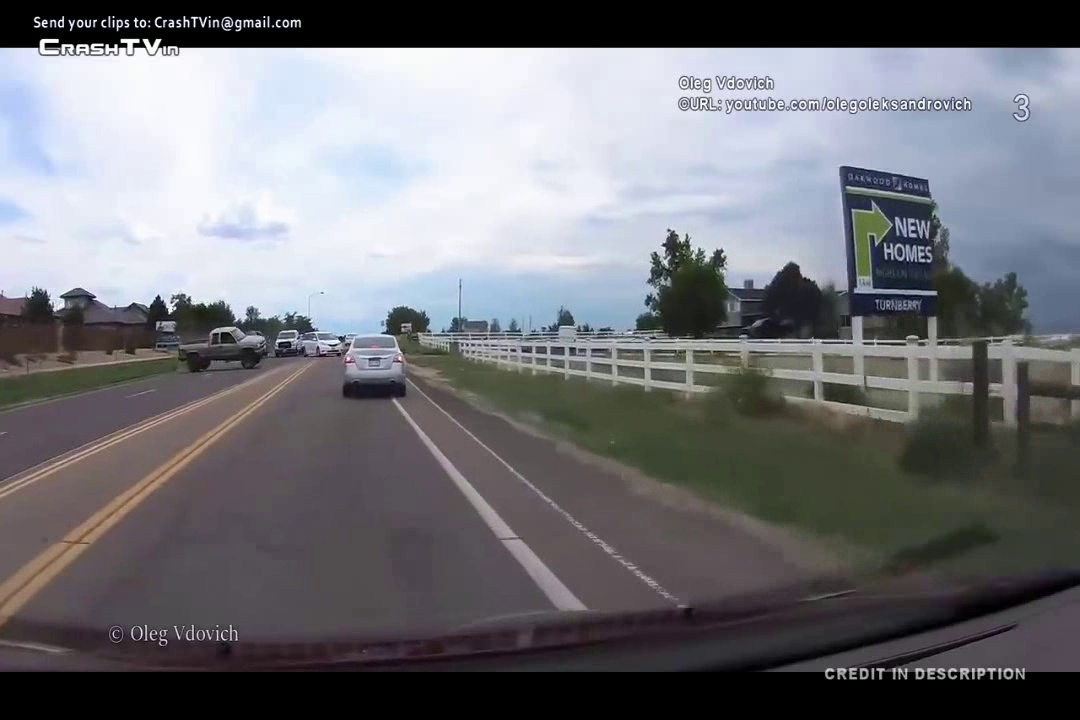 Send your clips to: CrashTVin@gmail.com
CrashTVin
Oleg Vdovich
©URL: youtube.com/olegoleksandrovich
3
OAKWOOD HOMES
NEW
HOMES
TURNBERRY
© Oleg Vdovich
CREDIT IN DESCRIPTION